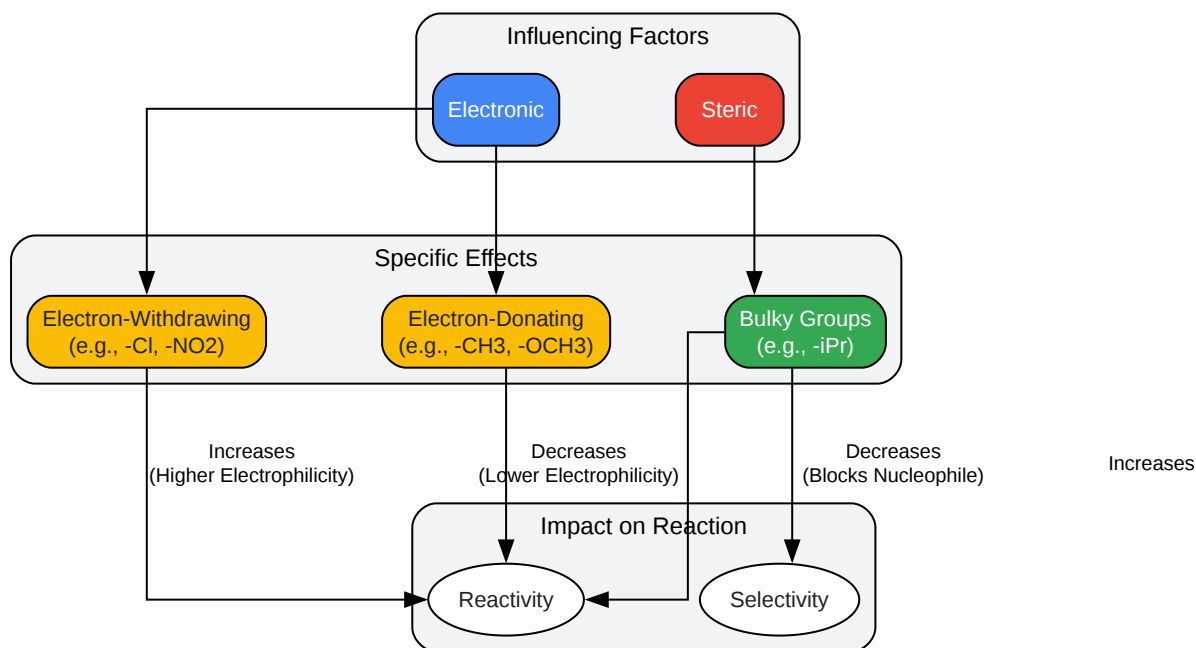 Influencing Factors
Electronic
Steric
Specific Effects
Electron-Withdrawing
(e.g., -Cl, -NO2)
Electron-Donating
(e.g., -CH3, -OCH3)
Bulky Groups
(e.g., -iPr)
Increases
(Higher Electrophilicity)
Decreases
(Lower Electrophilicity)
Decreases
(Blocks Nucleophile)
Increases
Impact on Reaction
Reactivity
Selectivity